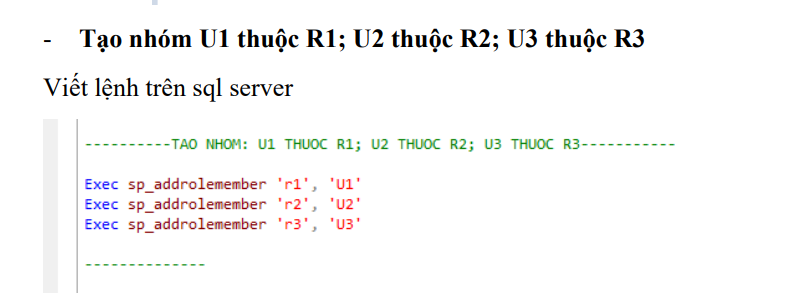 - Tạo nhóm U1 thuộc R1; U2 thuộc R2; U3 thuộc R3
Viết lệnh trên sql server
----------TAO NHOM: U1 THUOC R1; U2 THUOC R2; U3 THUOC R3-----------
Exec sp_addrolemember 'r1', 'U1'
Exec sp_addrolemember 'r2', 'U2'
Exec sp_addrolemember 'r3', 'U3'
--------------